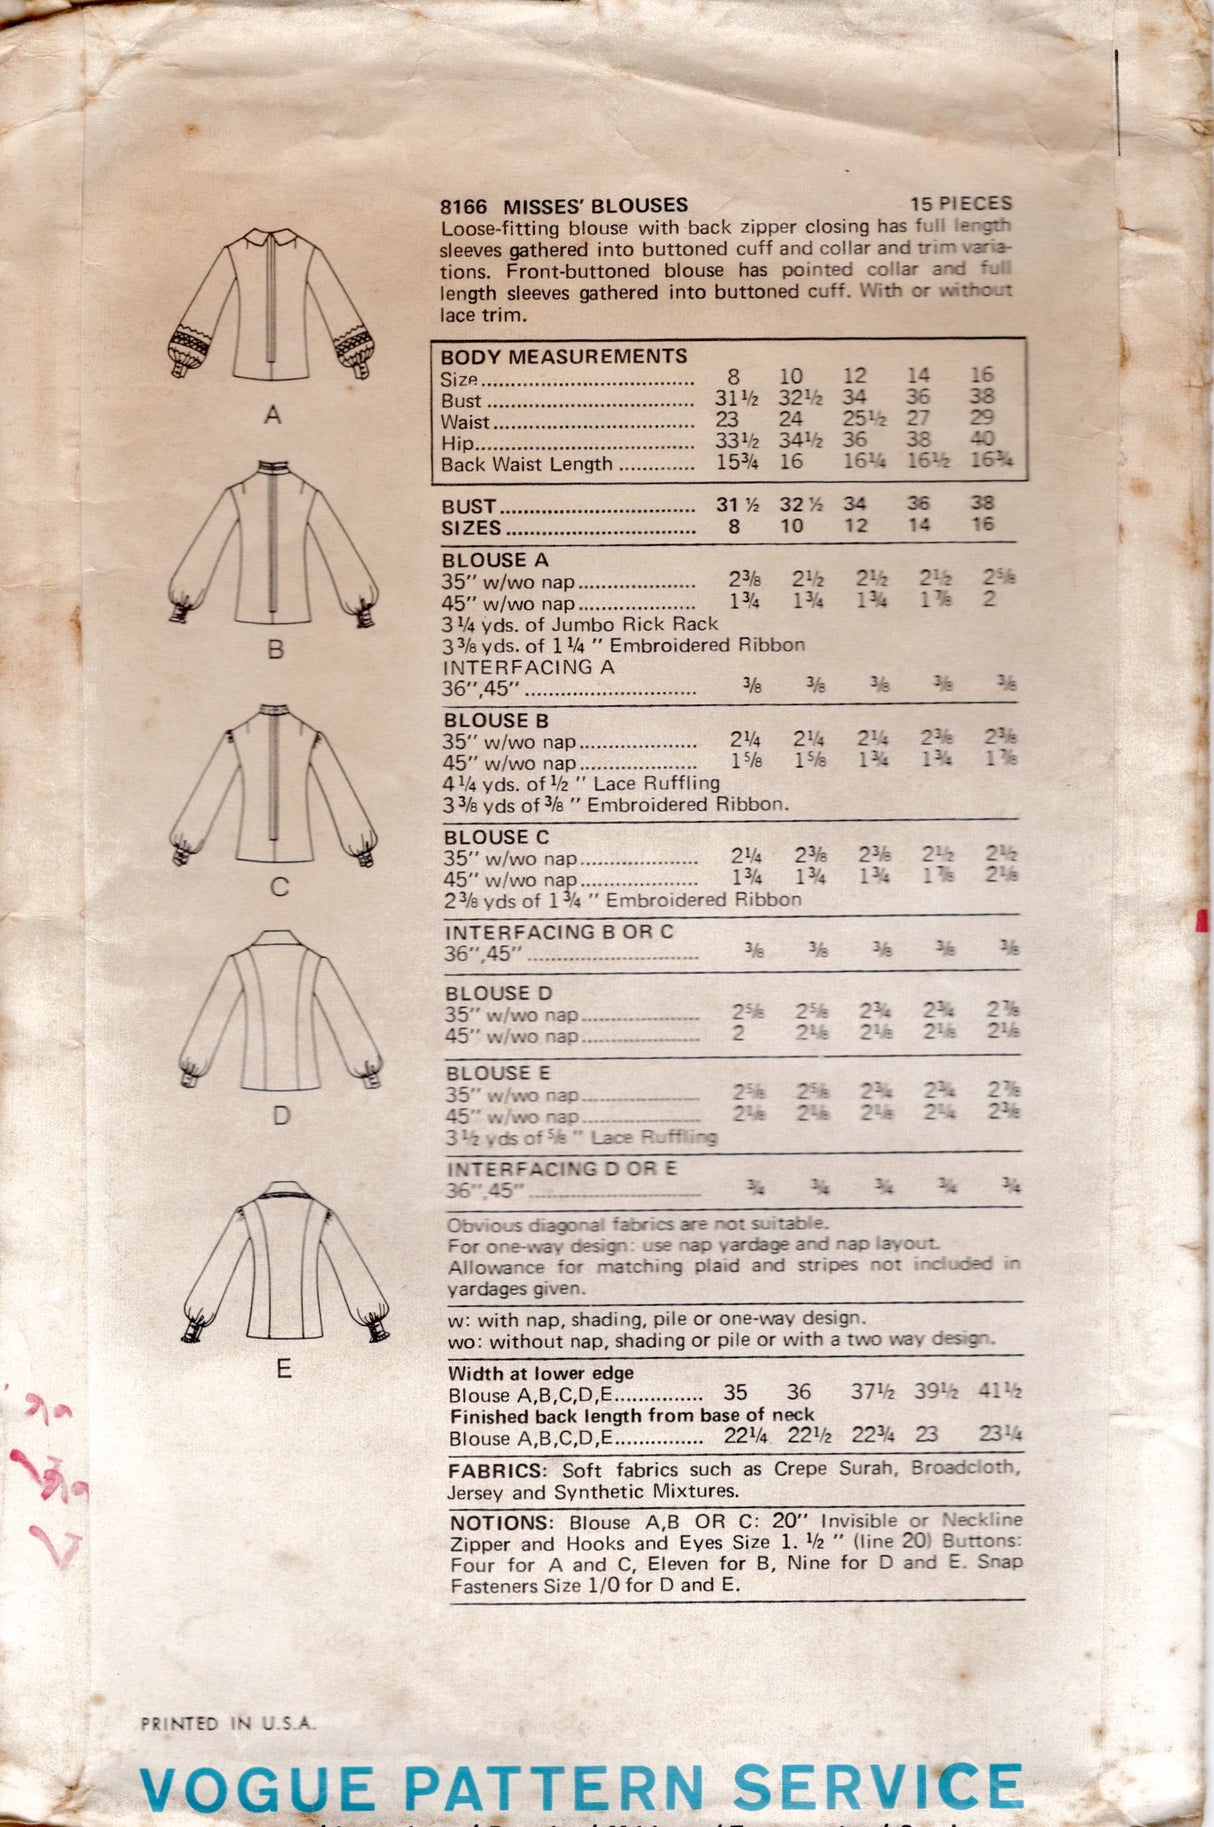 8166 MISSES' BLOUSES 15 PIECES
Loose-fitting blouse with back zipper closing has full length
sleeves gathered into buttoned cuff and collar and trim varia-
tions. Front-buttoned blouse has pointed collar and full
length sleeves gathered into buttoned cuff. With or without
lace trim.
BODY MEASUREMENTS
Size 8 10 12 14 16
Bust 31½ 32½ 34 36 38
Waist 23 24 25½ 27 29
Hip 33½ 34½ 36 38 40
Back Waist Length 15¾ 16 16¼ 16½ 16¾
BUST 31 ½ 32 ½ 34 36 38
SIZES 8 10 12 14 16
BLOUSE A
35" w/wo nap 2⅜ 2½ 2½ 2½ 2⅝
45" w/wo nap 1¾ 1¾ 1¾ 1⅞ 2
3¼ yds. of Jumbo Rick Rack
3⅜ yds. of 1¼ " Embroidered Ribbon
INTERFACING A
36",45" ⅜ ⅜ ⅜ ⅜ ⅜
BLOUSE B
35" w/wo nap 2¼ 2¼ 2¼ 2⅜ 2⅜
45" w/wo nap 1⅝ 1⅝ 1¾ 1¾ 1⅞
4¼ yds. of ½ " Lace Ruffling
3⅜ yds of ⅜ " Embroidered Ribbon.
BLOUSE C
35" w/wo nap 2¼ 2⅜ 2⅜ 2½ 2½
45" w/wo nap 1¾ 1¾ 1¾ 1⅞ 2⅛
2⅜ yds of 1¾ " Embroidered Ribbon
INTERFACING B OR C
36",45" ⅜ ⅜ ⅜ ⅜ ⅜
BLOUSE D
35" w/wo nap 2⅝ 2⅝ 2¾ 2¾ 2⅞
45" w/wo nap 2 2⅛ 2⅛ 2⅛ 2⅛
BLOUSE E
35" w/wo nap 2⅝ 2⅝ 2¾ 2¾ 2⅞
45" w/wo nap 2⅛ 2⅛ 2⅛ 2¼ 2⅜
3½ yds of ⅝ " Lace Ruffling
INTERFACING D OR E
36",45" ¾ ¾ ¾ ¾ ¾
Obvious diagonal fabrics are not suitable.
For one-way design: use nap yardage and nap layout.
Allowance for matching plaid and stripes not included in
yardages given.
w: with nap, shading, pile or one-way design.
wo: without nap, shading or pile or with a two way design.
Width at lower edge
Blouse A,B,C,D,E 35 36 37½ 39½ 41½
Finished back length from base of neck
Blouse A,B,C,D,E 22¼ 22½ 22¾ 23 23¼
FABRICS: Soft fabrics such as Crepe Surah, Broadcloth,
Jersey and Synthetic Mixtures.
NOTIONS: Blouse A,B OR C: 20" Invisible or Neckline
Zipper and Hooks and Eyes Size 1. ½ " (line 20) Buttons:
Four for A and C, Eleven for B, Nine for D and E. Snap
Fasteners Size 1/0 for D and E.
A
B
C
D
E
PRINTED IN U.S.A.
VOGUE PATTERN SERVICE